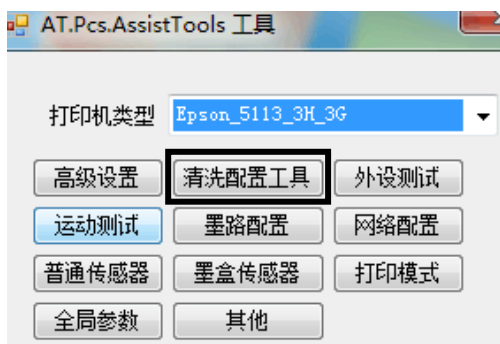 AT.Pcs.AssistTools 工具
打印机类型 Epson_5113_3H_3G
高级设置 清洗配置工具 外设测试
运动测试 墨路配置 网络配置
普通传感器 墨盒传感器 打印模式
全局参数 其他